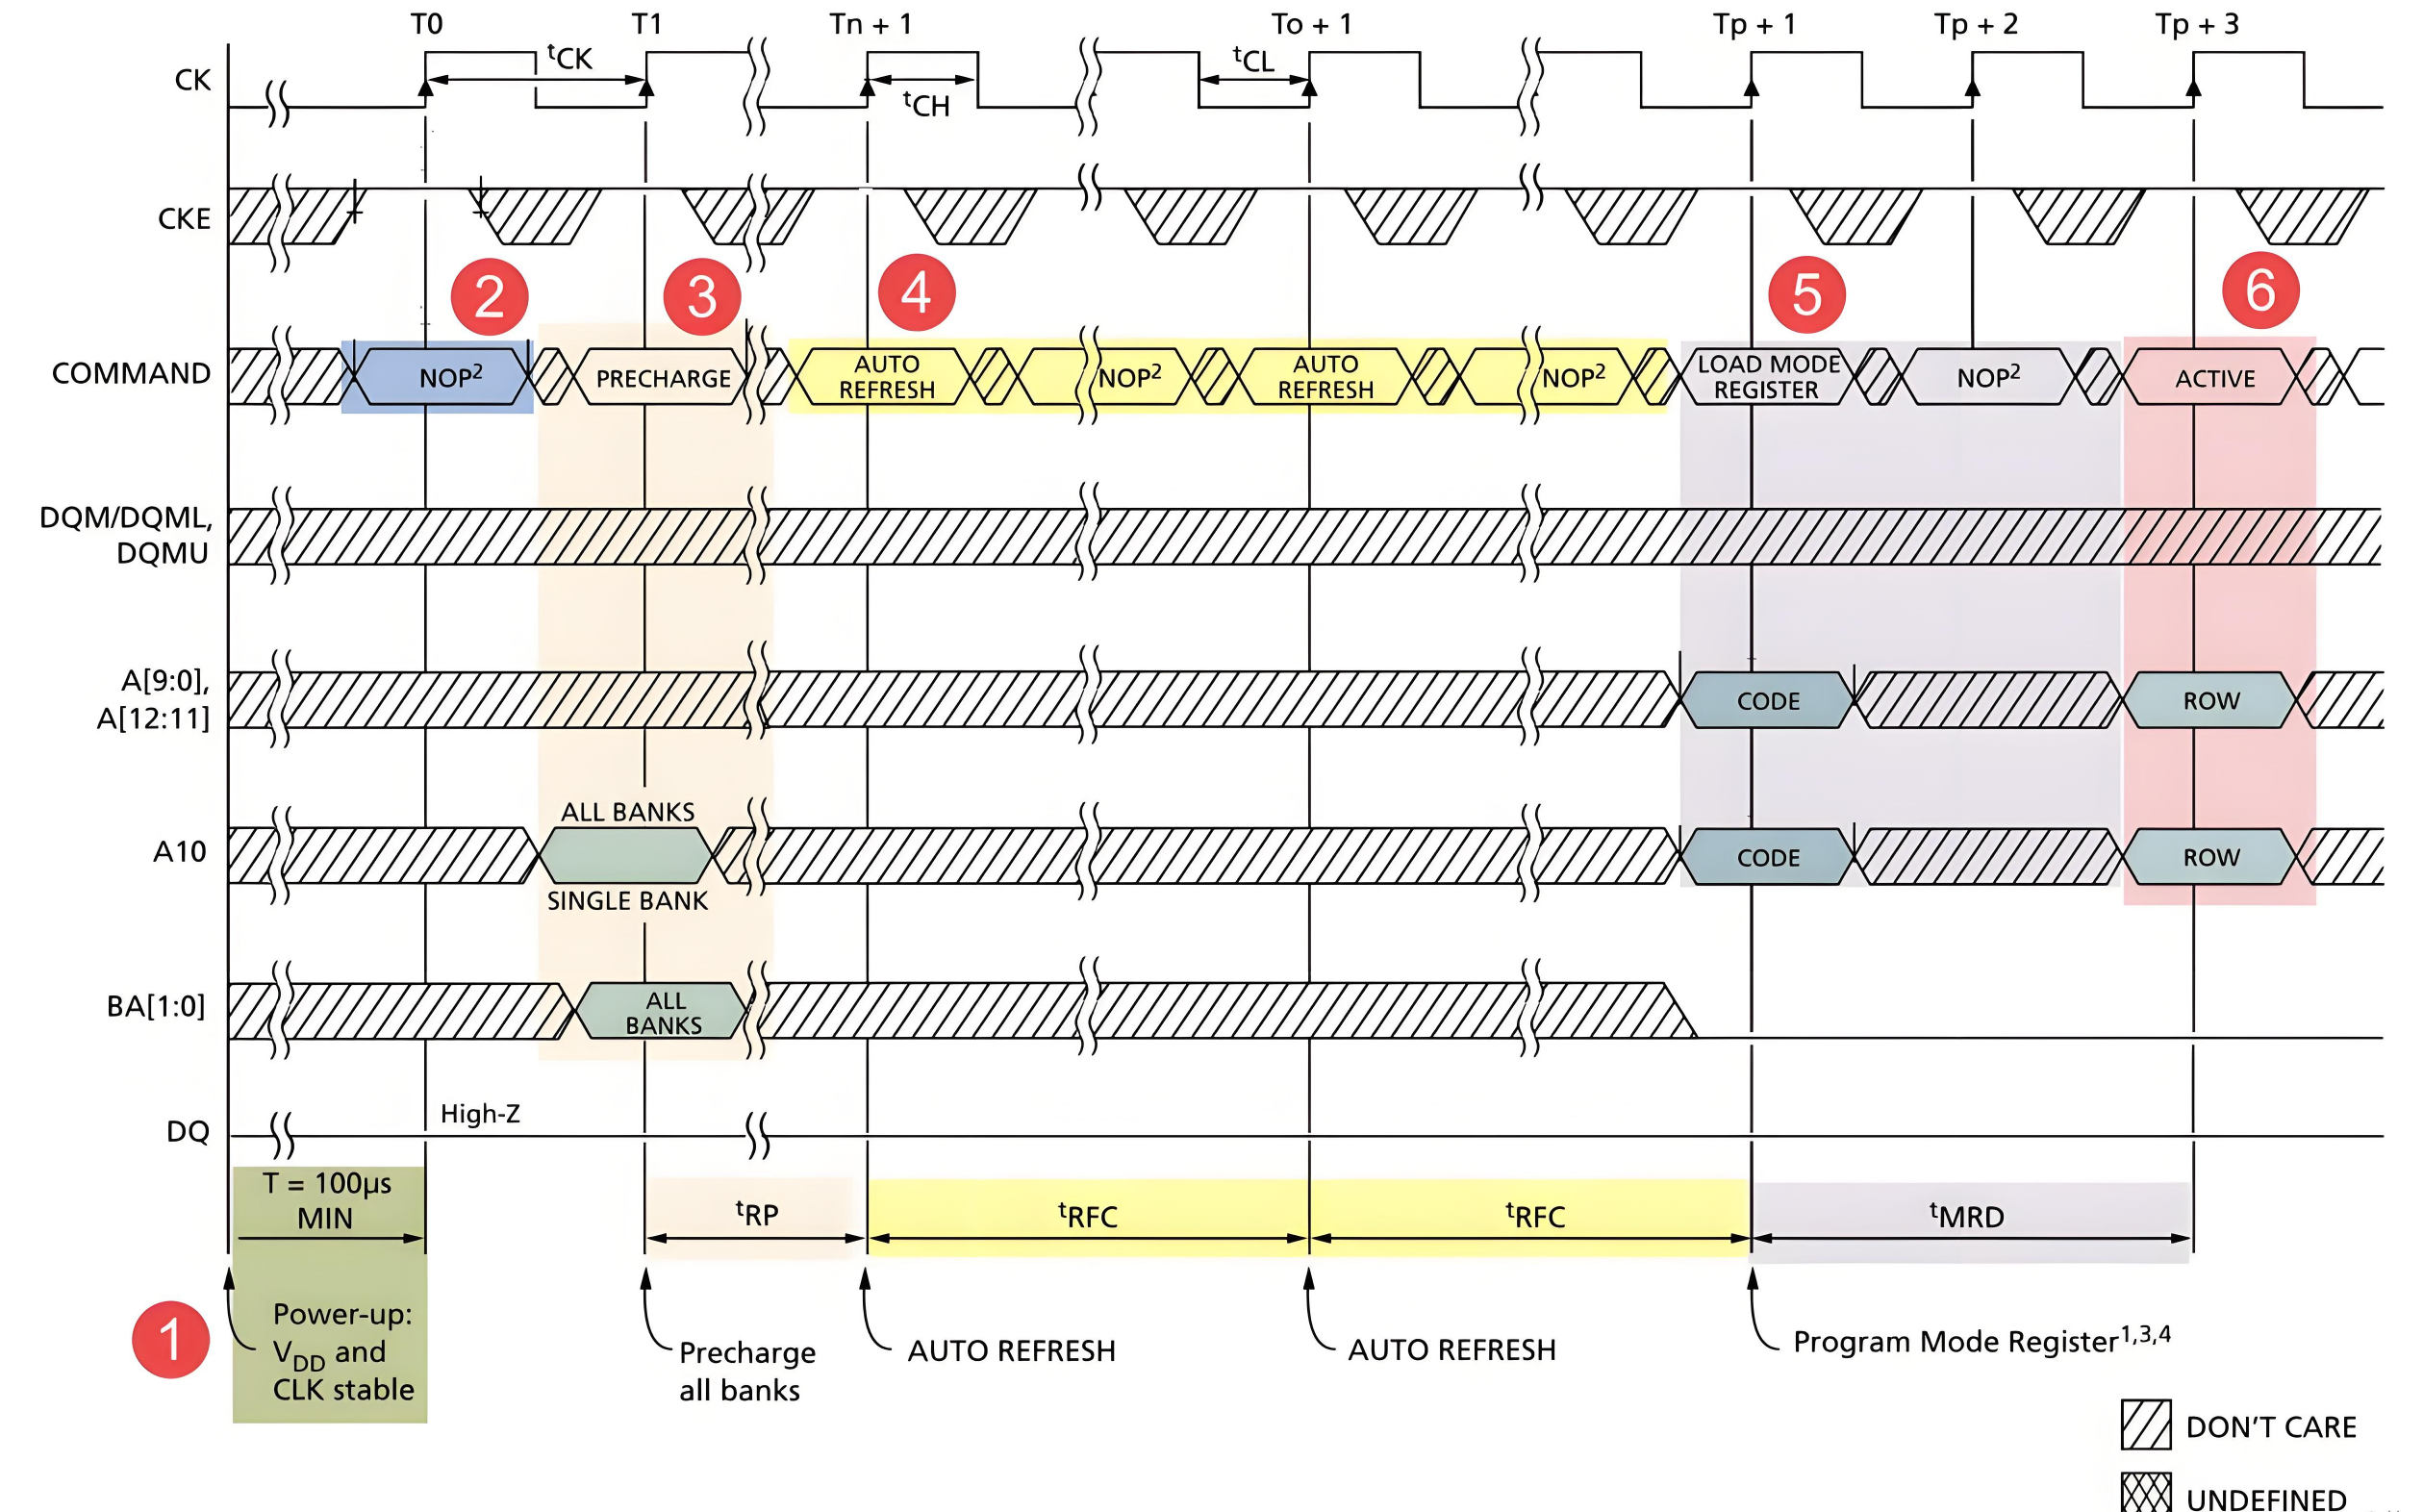 T0 T1 Tn + 1 To + 1 Tp + 1 Tp + 2 Tp + 3
CK
tCK
tCH
tCL
CKE
2
3
4
5
6
COMMAND
NOP2
PRECHARGE
AUTO
REFRESH
NOP2
AUTO
REFRESH
NOP2
LOAD MODE
REGISTER
NOP2
ACTIVE
DQM/DQML,
DQMU
A[9:0],
A[12:11]
CODE
ROW
A10
ALL BANKS
SINGLE BANK
CODE
ROW
BA[1:0]
ALL
BANKS
DQ
High-Z
T = 100µs
MIN
tRP
tRFC
tRFC
tMRD
1
Power-up:
VDD and
CLK stable
Precharge
all banks
AUTO REFRESH
AUTO REFRESH
Program Mode Register1,3,4
DON'T CARE
UNDEFINED